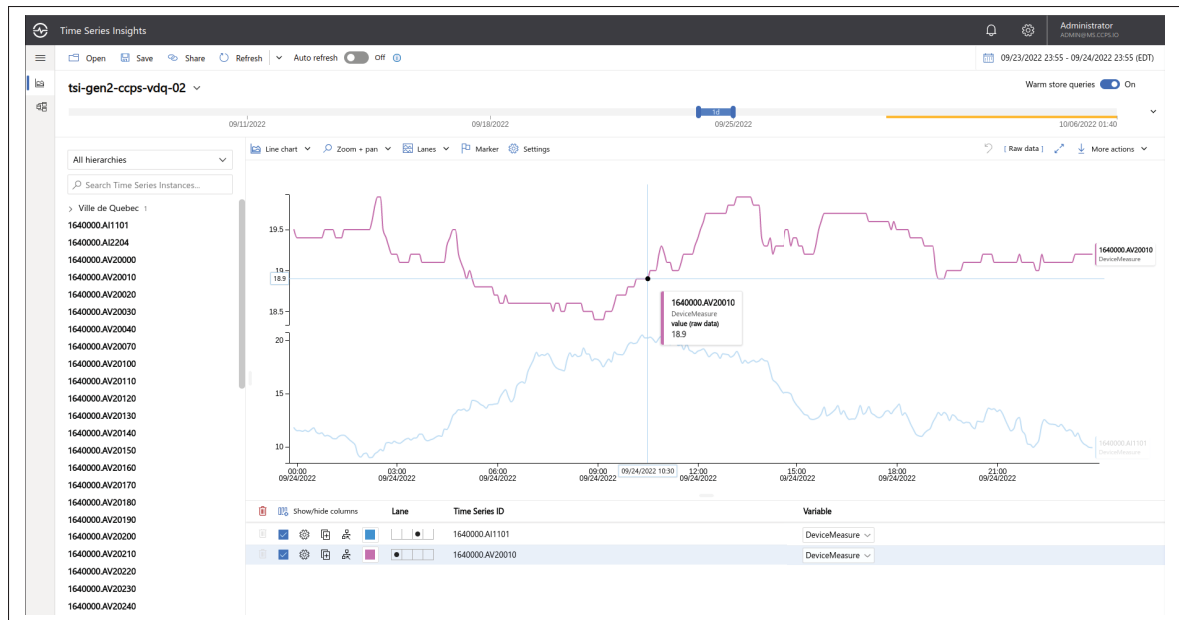 Time Series Insights
Administrator
ADMIN@MS.CCPS.IO
Open Save Share Refresh Auto refresh Off
09/23/2022 23:55 - 09/24/2022 23:55 (EDT)
tsi-gen2-ccps-vdq-02
Warm store queries On
1d
09/11/2022 09/18/2022 09/25/2022 10/06/2022 01:40
All hierarchies
Line chart Zoom + pan Lanes Marker Settings
[ Raw data ] More actions
Search Time Series Instances...
Ville de Quebec 1
1640000.AI1101
1640000.AI2204
1640000.AV20000
1640000.AV20010
1640000.AV20020
1640000.AV20030
1640000.AV20040
1640000.AV20070
1640000.AV20100
1640000.AV20110
1640000.AV20120
1640000.AV20130
1640000.AV20140
1640000.AV20150
1640000.AV20160
1640000.AV20170
1640000.AV20180
1640000.AV20190
1640000.AV20200
1640000.AV20210
1640000.AV20220
1640000.AV20230
1640000.AV20240
19.5
19
18.9
18.5
20
15
10
1640000.AV20010
DeviceMeasure
1640000.AV20010
DeviceMeasure
value (raw data)
18.9
1640000.AI1101
DeviceMeasure
00:00 03:00 06:00 09:00 09/24/2022 10:30 12:00 15:00 18:00 21:00
09/24/2022 09/24/2022 09/24/2022 09/24/2022 09/24/2022 09/24/2022 09/24/2022 09/24/2022
Show/hide columns Lane Time Series ID Variable
1640000.AI1101 DeviceMeasure
1640000.AV20010 DeviceMeasure